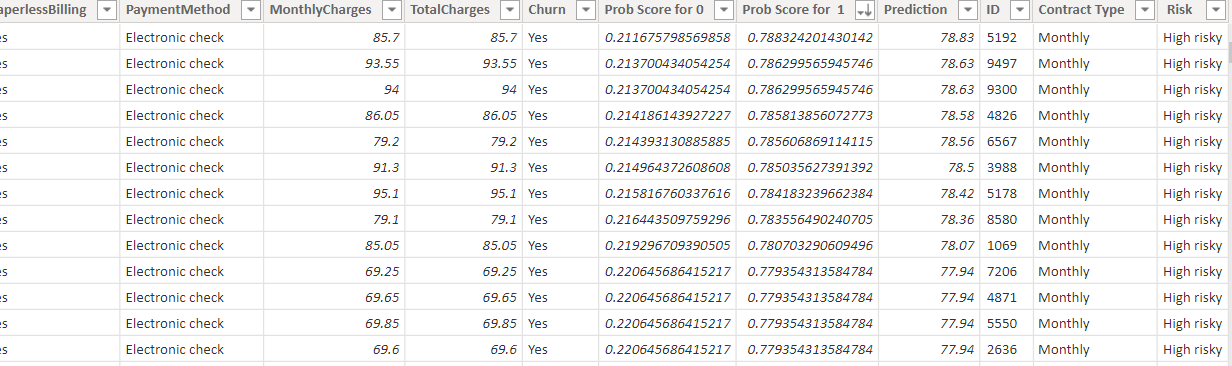 aperlessBilling PaymentMethod MonthlyCharges TotalCharges Churn Prob Score for 0 Prob Score for 1 Prediction ID Contract Type Risk
es Electronic check 85.7 85.7 Yes 0.211675798569858 0.788324201430142 78.83 5192 Monthly High risky
es Electronic check 93.55 93.55 Yes 0.213700434054254 0.786299565945746 78.63 9497 Monthly High risky
es Electronic check 94 94 Yes 0.213700434054254 0.786299565945746 78.63 9300 Monthly High risky
es Electronic check 86.05 86.05 Yes 0.214186143927227 0.785813856072773 78.58 4826 Monthly High risky
es Electronic check 79.2 79.2 Yes 0.214393130885885 0.785606869114115 78.56 6567 Monthly High risky
es Electronic check 91.3 91.3 Yes 0.214964372608608 0.785035627391392 78.5 3988 Monthly High risky
es Electronic check 95.1 95.1 Yes 0.215816760337616 0.784183239662384 78.42 5178 Monthly High risky
es Electronic check 79.1 79.1 Yes 0.216443509759296 0.783556490240705 78.36 8580 Monthly High risky
es Electronic check 85.05 85.05 Yes 0.219296709390505 0.780703290609496 78.07 1069 Monthly High risky
es Electronic check 69.25 69.25 Yes 0.220645686415217 0.779354313584784 77.94 7206 Monthly High risky
es Electronic check 69.65 69.65 Yes 0.220645686415217 0.779354313584784 77.94 4871 Monthly High risky
es Electronic check 69.85 69.85 Yes 0.220645686415217 0.779354313584784 77.94 5550 Monthly High risky
es Electronic check 69.6 69.6 Yes 0.220645686415217 0.779354313584784 77.94 2636 Monthly High risky